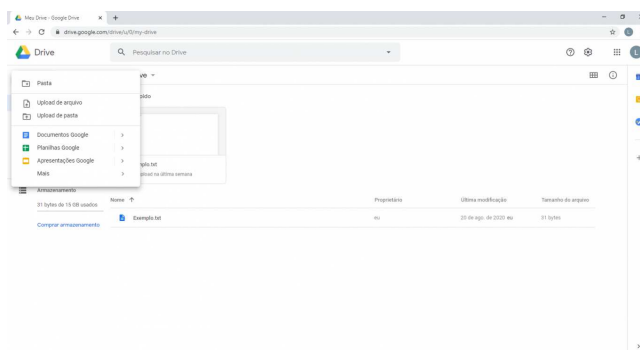 Meu Drive - Google Drive
drive.google.com/drive/u/0/my-drive
Drive
Pesquisar no Drive
Pasta
Upload de arquivo
Upload de pasta
Documentos Google
Planilhas Google
Apresentações Google
Mais
Armazenamento
31 bytes de 15 GB usados
Comprar armazenamento
Nome
Proprietário
Última modificação
Tamanho do arquivo
Exemplo.txt
eu
20 de ago. de 2020 eu
31 bytes